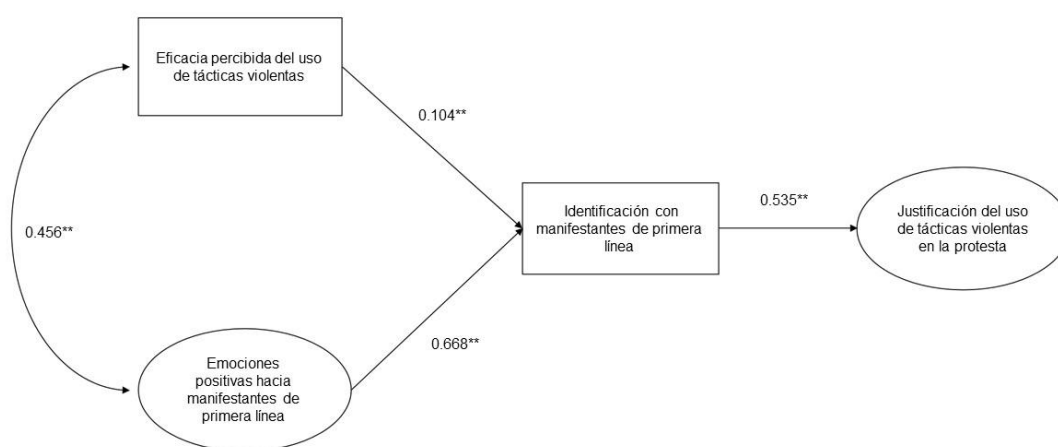 Eficacia percibida del uso
de tácticas violentas
0.104**
0.456**
Identificación con
manifestantes de primera
línea
0.535**
Justificación del uso
de tácticas violentas
en la protesta
0.668**
Emociones
positivas hacia
manifestantes de
primera línea